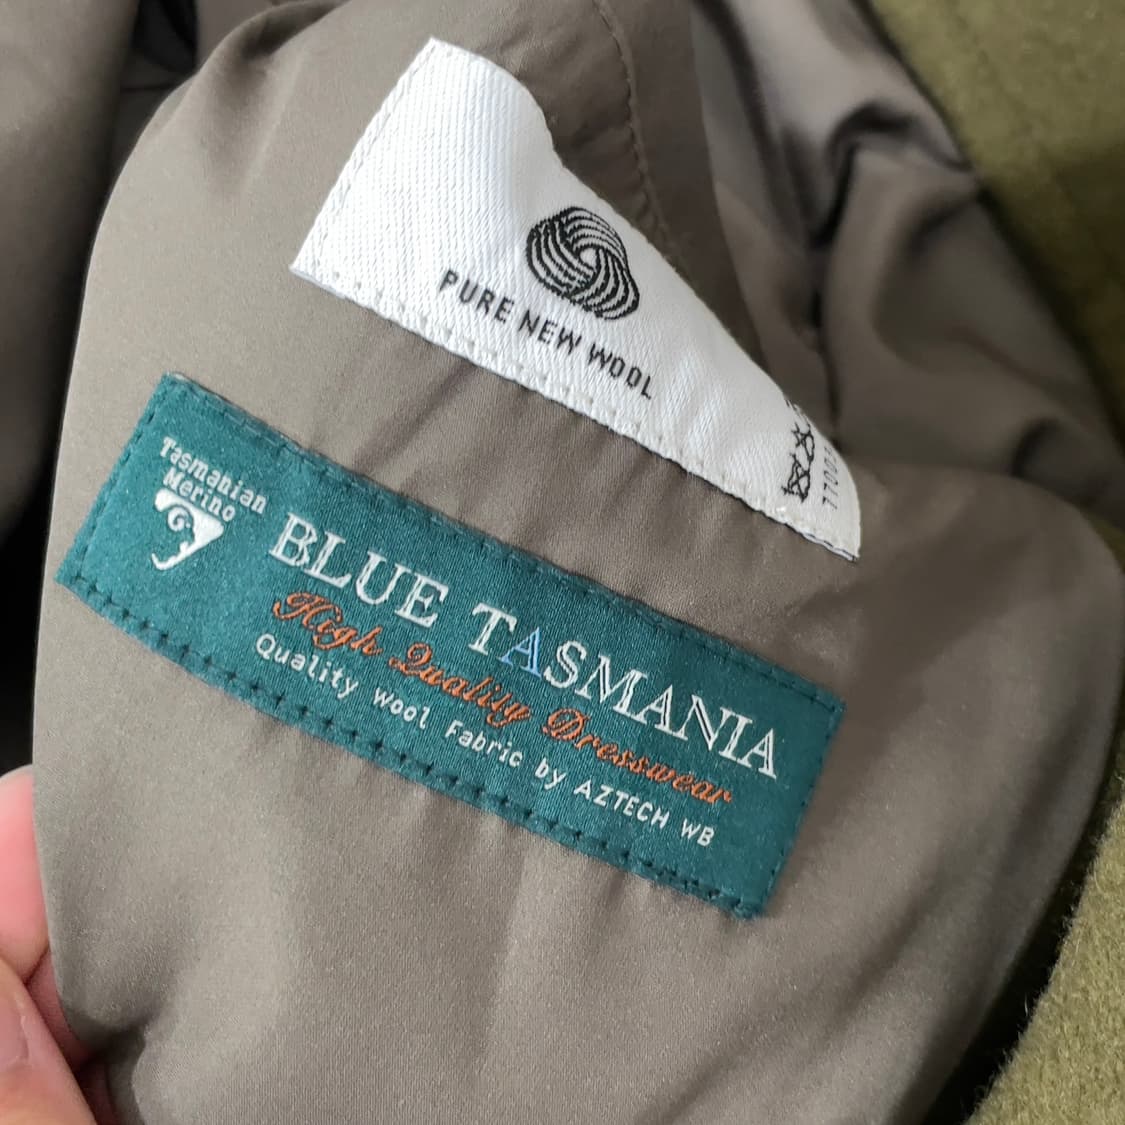 PURE NEW WOOL
Tasmanian
Merino
BLUE TASMANIA
High Quality Dresswear
Quality Wool Fabric by AZTECH WB